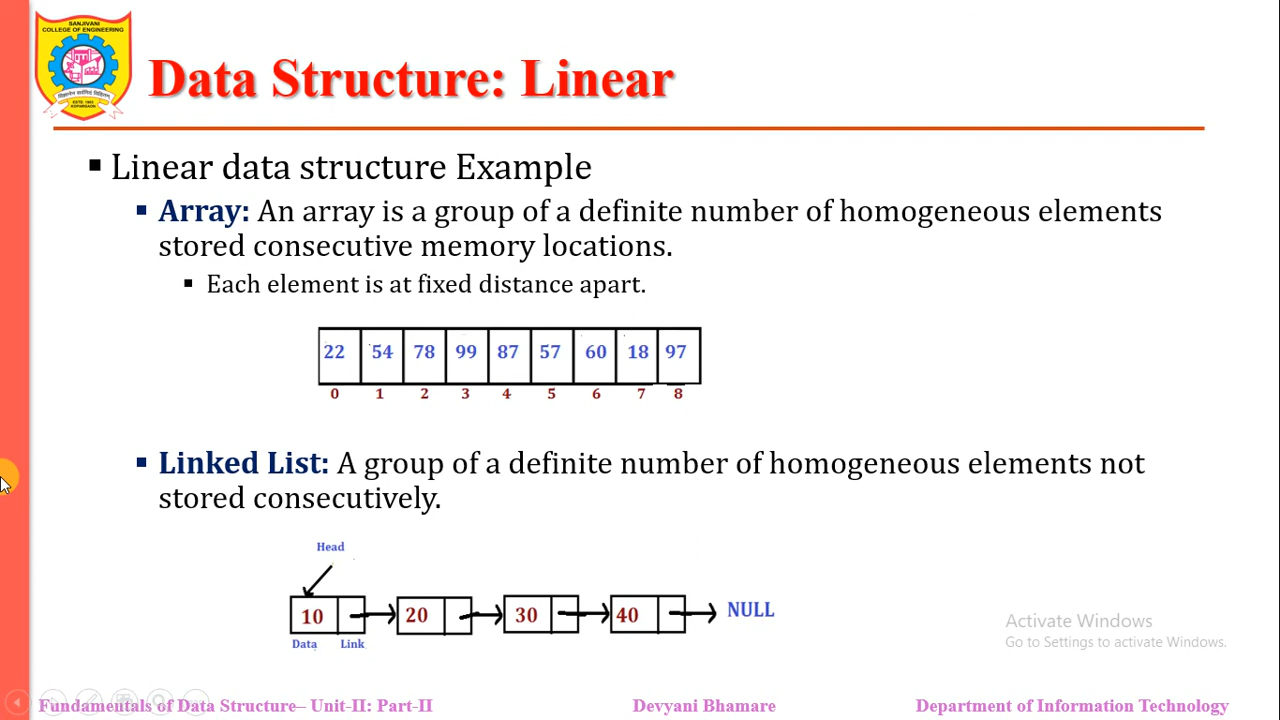 SANJIVANI
COLLEGE OF ENGINEERING
Data Structure: Linear
Linear data structure Example
Array: An array is a group of a definite number of homogeneous elements
stored consecutive memory locations.
Each element is at fixed distance apart.
22 54 78 99 87 57 60 18 97
0 1 2 3 4 5 6 7 8
Linked List: A group of a definite number of homogeneous elements not
stored consecutively.
Head
10 20 30 40 NULL
Data Link
Activate Windows
Go to Settings to activate Windows.
Fundamentals of Data Structure– Unit-II: Part-II Devyani Bhamare Department of Information Technology